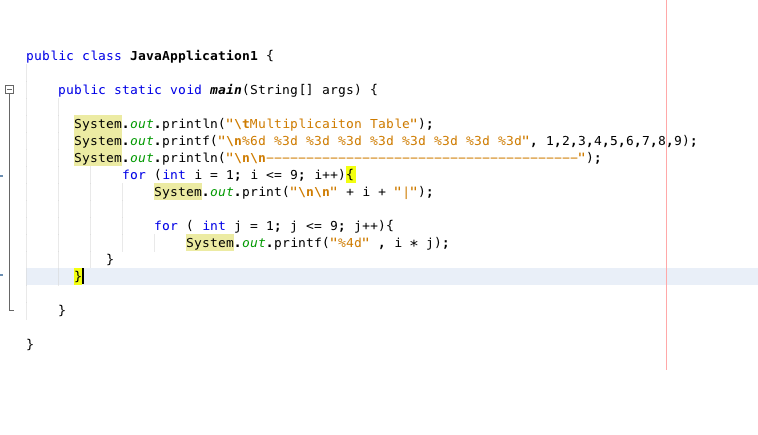 public class JavaApplication1 {
public static void main(String[] args) {
System.out.println("\tMultiplicaiton Table");
System.out.printf("\n%6d %3d %3d %3d %3d %3d %3d %3d %3d", 1,2,3,4,5,6,7,8,9);
System.out.println("\n\n---------------------------------------");
for (int i = 1; i <= 9; i++){
System.out.print("\n\n" + i + "|");
for ( int j = 1; j <= 9; j++){
System.out.printf("%4d" , i * j);
}
}
}
}